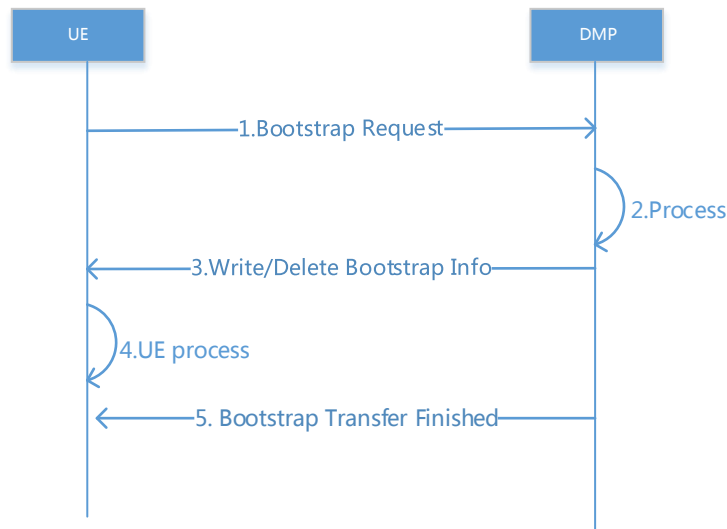 UE
DMP
1.Bootstrap Request
2.Process
3.Write/Delete Bootstrap Info
4.UE process
5. Bootstrap Transfer Finished